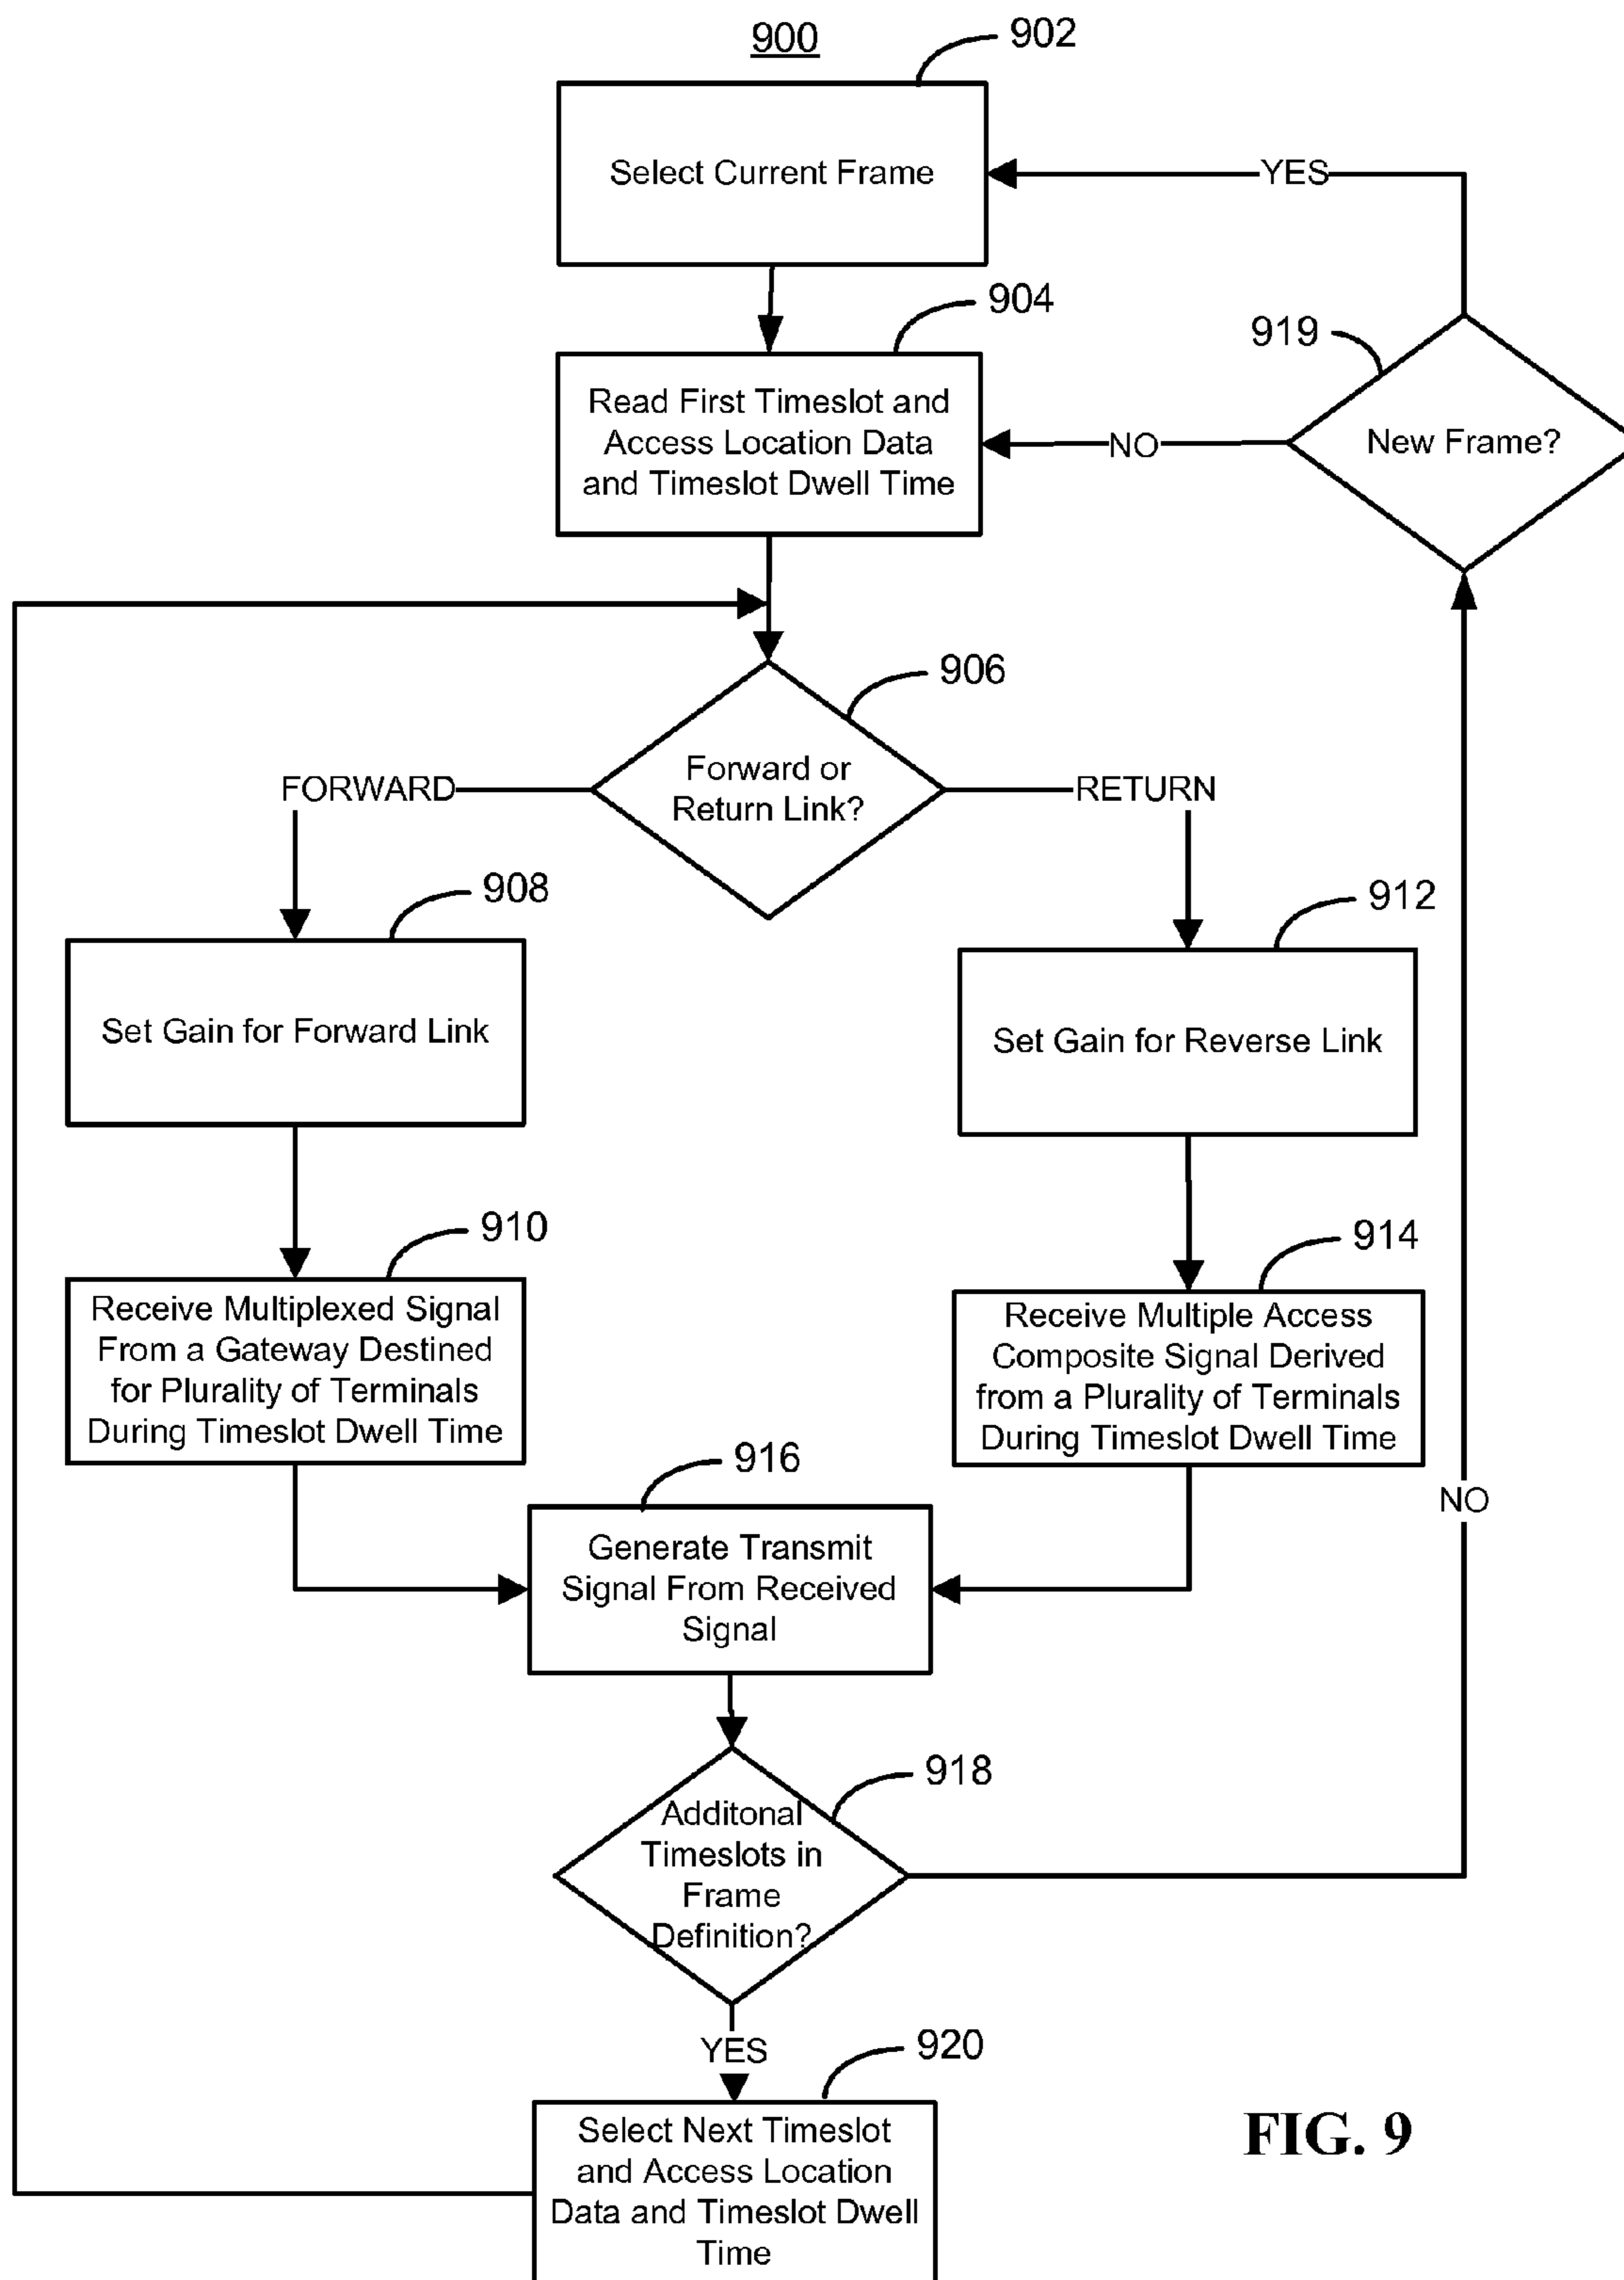 900
902
Select Current Frame
YES
904
919
Read First Timeslot and
Access Location Data
and Timeslot Dwell Time
NO
New Frame?
906
Forward or
Return Link?
FORWARD
RETURN
908
912
Set Gain for Forward Link
Set Gain for Reverse Link
910
914
Receive Multiplexed Signal
From a Gateway Destined
for Plurality of Terminals
During Timeslot Dwell Time
Receive Multiple Access
Composite Signal Derived
from a Plurality of Terminals
During Timeslot Dwell Time
916
NO
Generate Transmit
Signal From Received
Signal
918
Additonal
Timeslots in
Frame
Definition?
YES
920
Select Next Timeslot
and Access Location
Data and Timeslot Dwell
Time
FIG. 9